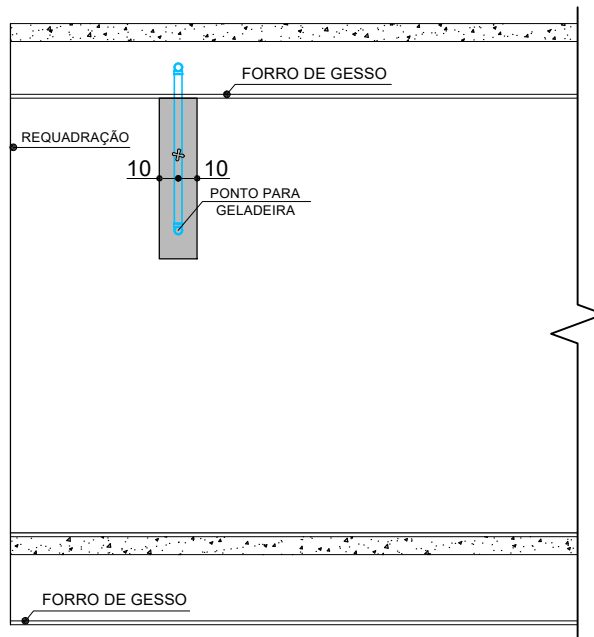 FORRO DE GESSO
REQUADRAÇÃO
10 10
PONTO PARA
GELADEIRA
FORRO DE GESSO